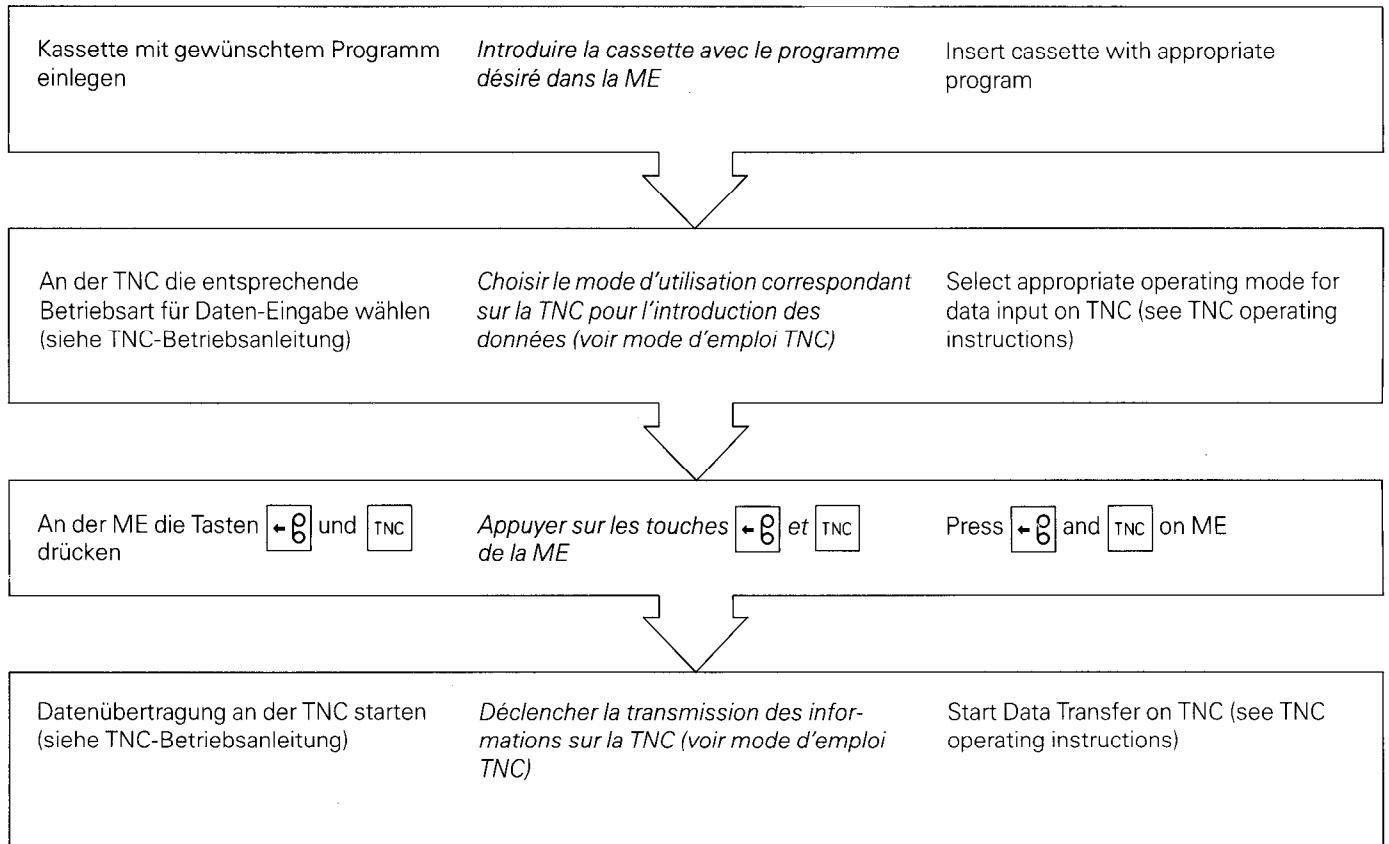 Kassette mit gewünschtem Programm
einlegen
Introduire la cassette avec le programme
désiré dans la ME
Insert cassette with appropriate
program
An der TNC die entsprechende
Betriebsart für Daten-Eingabe wählen
(siehe TNC-Betriebsanleitung)
Choisir le mode d'utilisation correspondant
sur la TNC pour l'introduction des
données (voir mode d'emploi TNC)
Select appropriate operating mode for
data input on TNC (see TNC operating
instructions)
An der ME die Tasten ← und TNC
drücken
Appuyer sur les touches ← et TNC
de la ME
Press ← and TNC on ME
Datenübertragung an der TNC starten
(siehe TNC-Betriebsanleitung)
Déclencher la transmission des infor-
mations sur la TNC (voir mode d'emploi
TNC)
Start Data Transfer on TNC (see TNC
operating instructions)